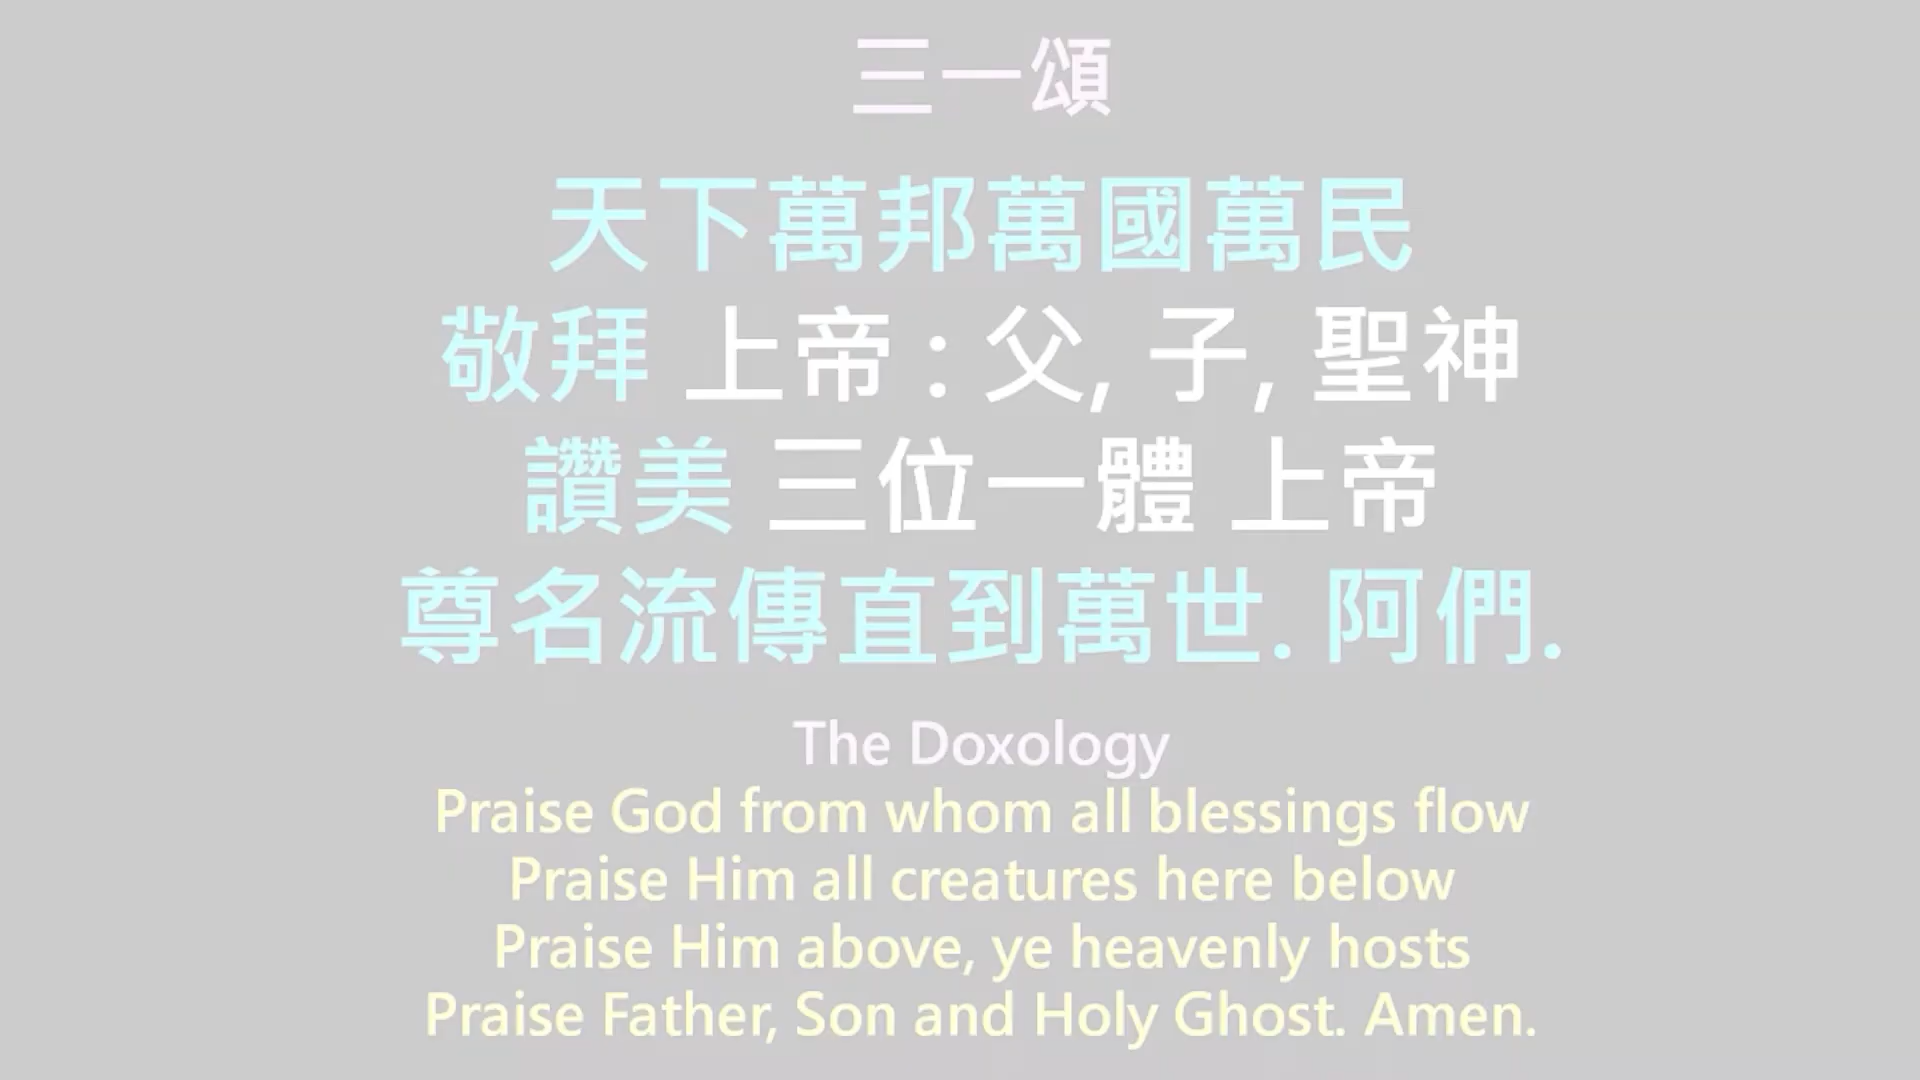 三一頌
天下萬邦萬國萬民
敬拜 上帝 : 父, 子, 聖神
讚美 三位一體 上帝
尊名流傳直到萬世. 阿們.
The Doxology
Praise God from whom all blessings flow
Praise Him all creatures here below
Praise Him above, ye heavenly hosts
Praise Father, Son and Holy Ghost. Amen.